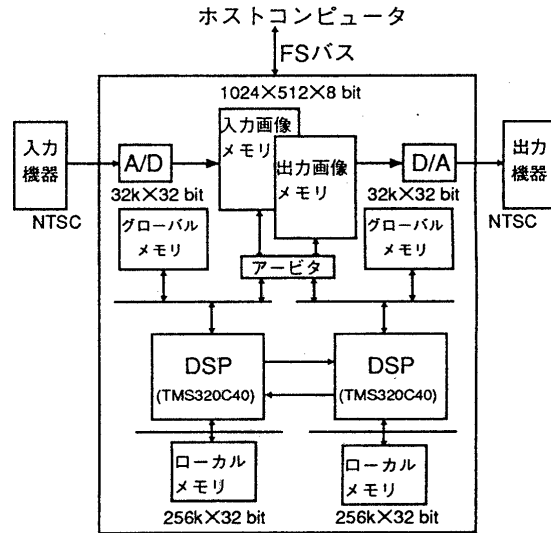 ホストコンピュータ
FSバス
1024×512×8 bit
入力
機器
NTSC
A/D
入力画像
メモリ
出力画像
メモリ
D/A
出力
機器
NTSC
32k×32 bit
グローバル
メモリ
32k×32 bit
グローバル
メモリ
アービタ
DSP
(TMS320C40)
DSP
(TMS320C40)
ローカル
メモリ
256k×32 bit
ローカル
メモリ
256k×32 bit